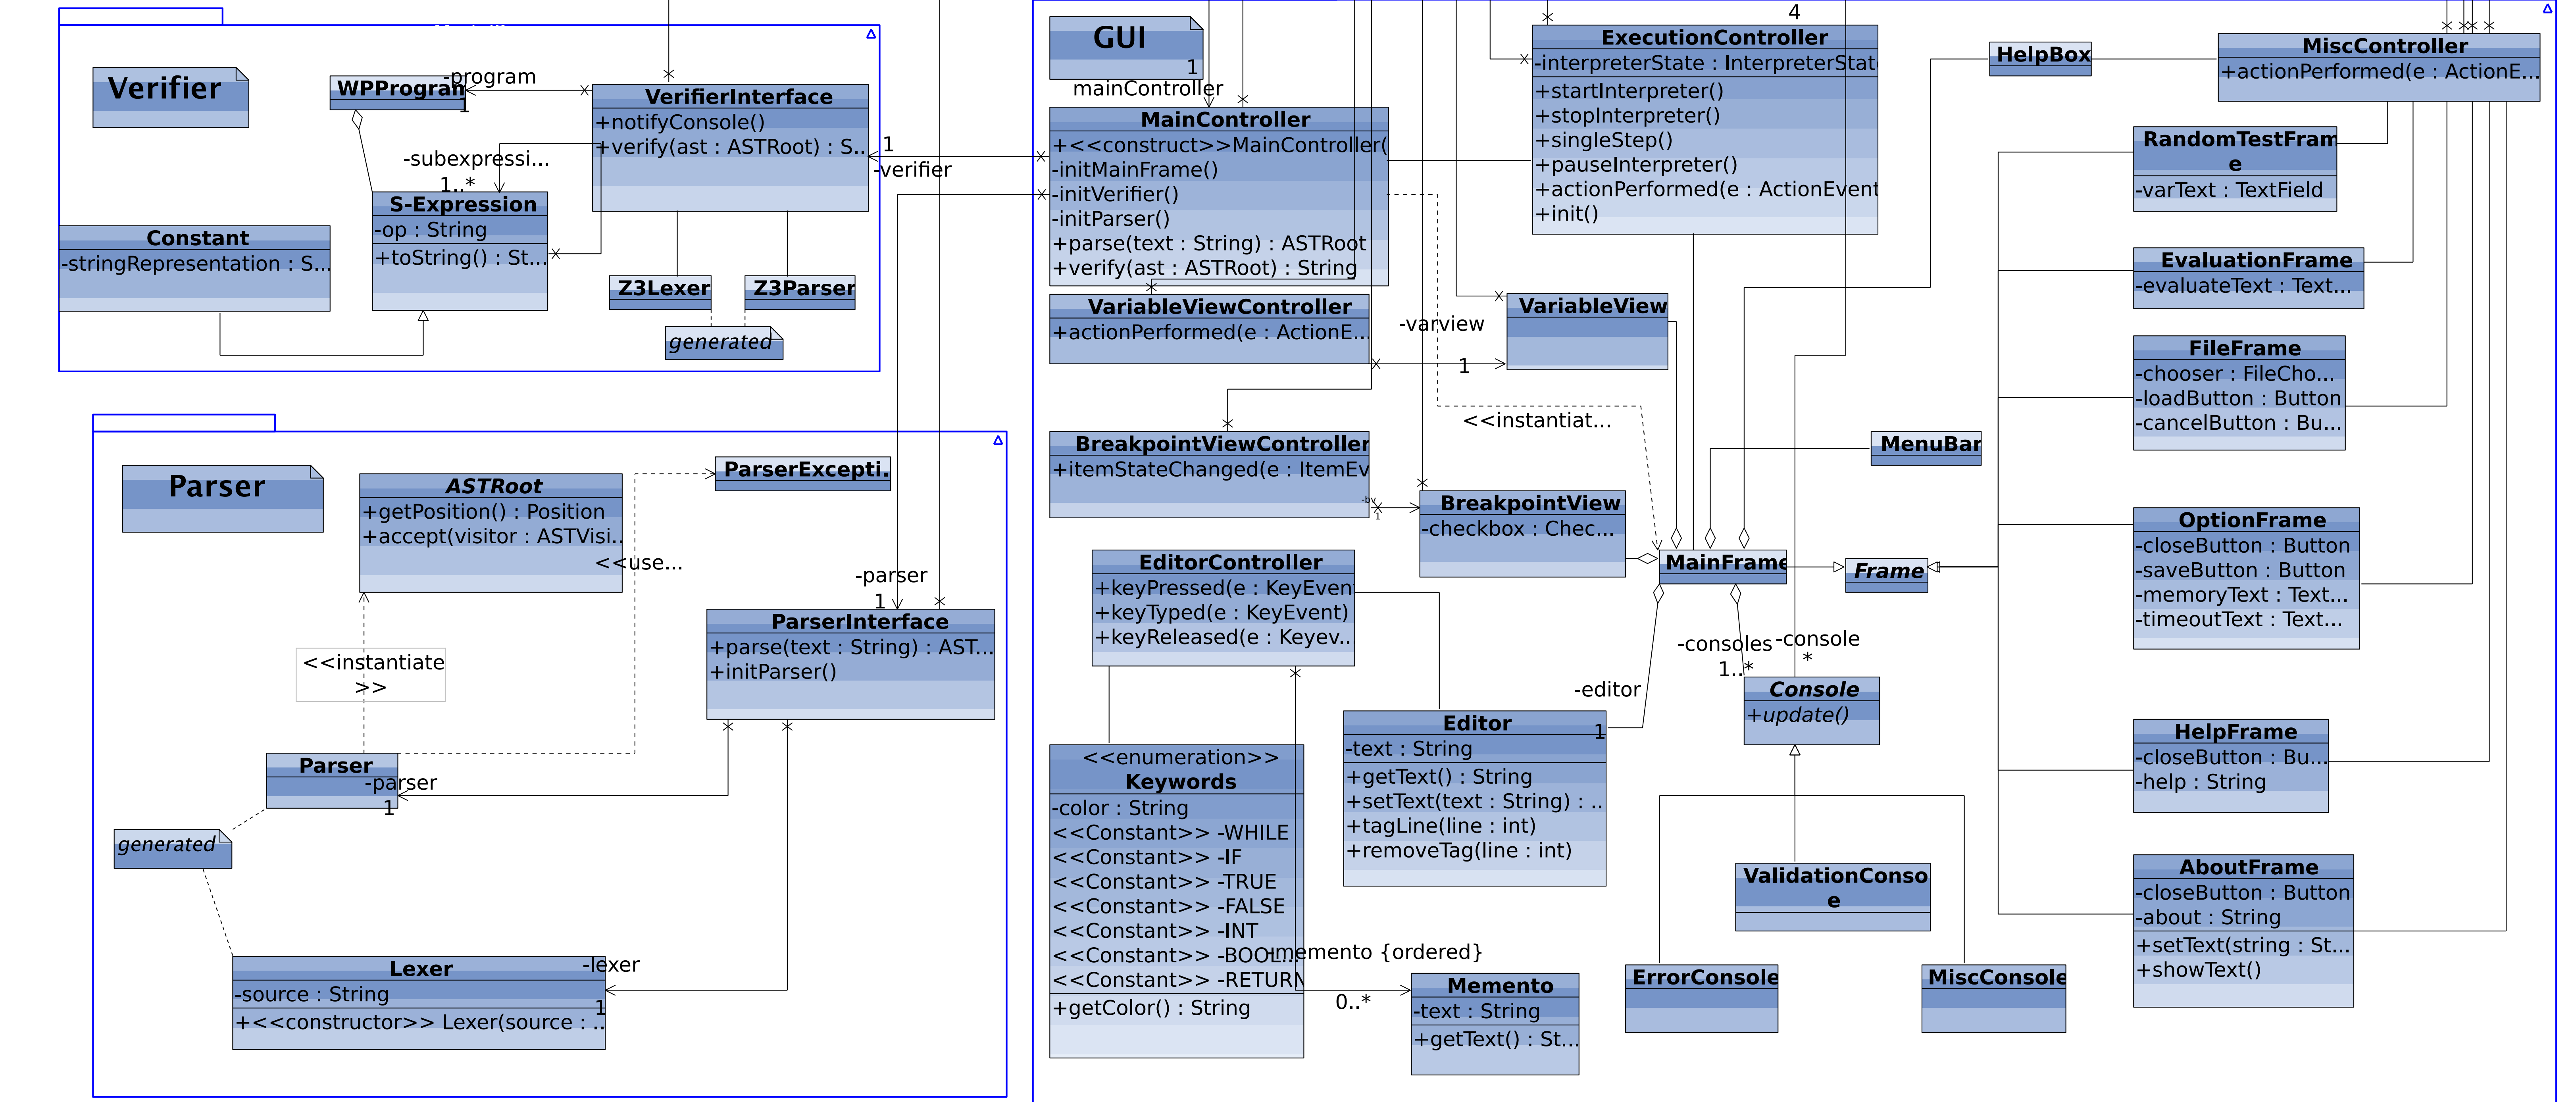 Verifier
WPProgram
-program
1
VerifierInterface
+notifyConsole()
+verify(ast : ASTRoot) : S...
-subexpressi...
1..*
S-Expression
-op : String
+toString() : St...
Constant
-stringRepresentation : S...
Z3Lexer
Z3Parser
generated
1
-verifier
Parser
ASTRoot
+getPosition() : Position
+accept(visitor : ASTVisi...
ParserExcepti...
<<use...
<<instantiate
>>
-parser
1
ParserInterface
+parse(text : String) : AST...
+initParser()
Parser
-parser
1
generated
Lexer
-source : String
+<<constructor>> Lexer(source : ...
-lexer
1
GUI
1
mainController
MainController
+<<construct>>MainController(
-initMainFrame()
-initVerifier()
-initParser()
+parse(text : String) : ASTRoot
+verify(ast : ASTRoot) : String
VariableViewController
+actionPerformed(e : ActionE...
-varview
1
VariableView
4
ExecutionController
-interpreterState : InterpreterState
+startInterpreter()
+stopInterpreter()
+singleStep()
+pauseInterpreter()
+actionPerformed(e : ActionEvent
+init()
<<instantiat...
BreakpointViewController
+itemStateChanged(e : ItemEv
-bv
1
BreakpointView
-checkbox : Chec...
EditorController
+keyPressed(e : KeyEven
+keyTyped(e : KeyEvent)
+keyReleased(e : Keyev...
MainFrame
Frame
MenuBar
HelpBox
-consoles
1..*
-console
*
-editor
1
Console
+update()
Editor
-text : String
+getText() : String
+setText(text : String) : ..
+tagLine(line : int)
+removeTag(line : int)
<<enumeration>>
Keywords
-color : String
<<Constant>> -WHILE
<<Constant>> -IF
<<Constant>> -TRUE
<<Constant>> -FALSE
<<Constant>> -INT
<<Constant>> -BOOL...
<<Constant>> -RETURN
+getColor() : String
-memento {ordered}
0..*
Memento
-text : String
+getText() : St...
ValidationConso
e
ErrorConsole
MiscConsole
MiscController
+actionPerformed(e : ActionE...
RandomTestFram
e
-varText : TextField
EvaluationFrame
-evaluateText : Text...
FileFrame
-chooser : FileCho...
-loadButton : Button
-cancelButton : Bu...
OptionFrame
-closeButton : Button
-saveButton : Button
-memoryText : Text...
-timeoutText : Text...
HelpFrame
-closeButton : Bu...
-help : String
AboutFrame
-closeButton : Button
-about : String
+setText(string : St...
+showText()